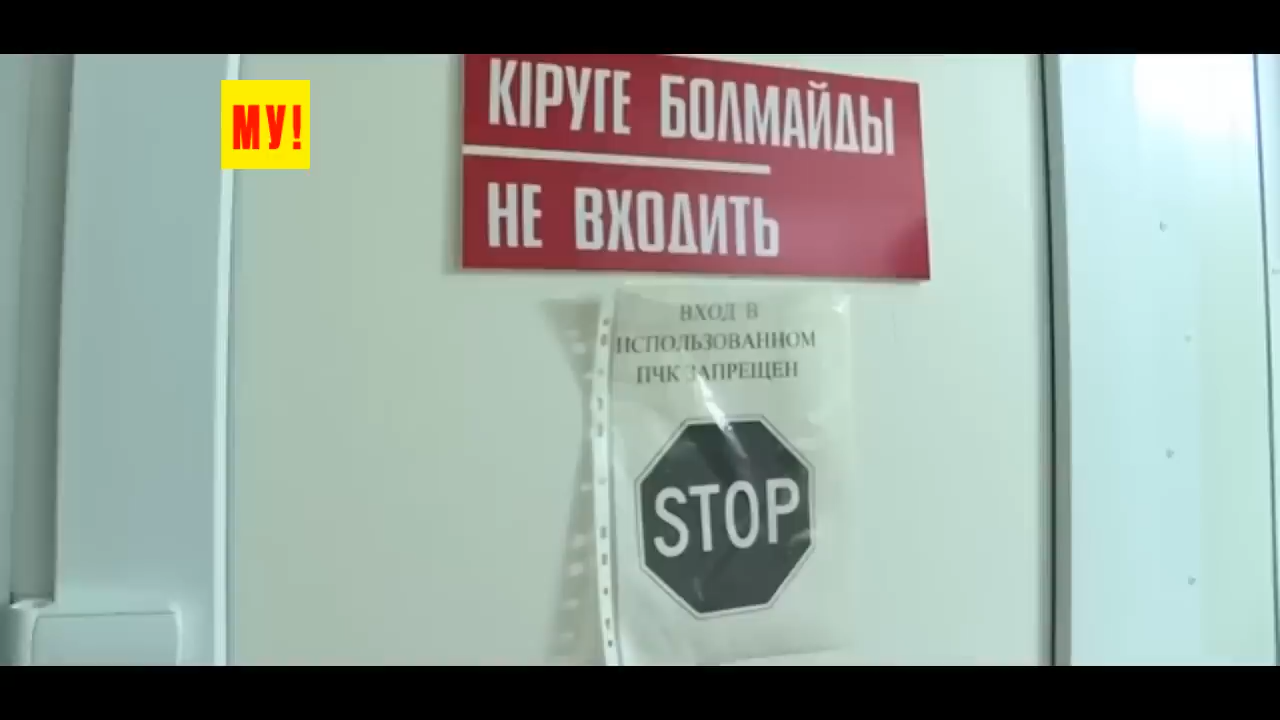 МУ!
КІРУГЕ БОЛМАЙДЫ
НЕ ВХОДИТЬ
ВХОД В
ИСПОЛЬЗОВАННОМ
ПЧК ЗАПРЕЩЕН
STOP